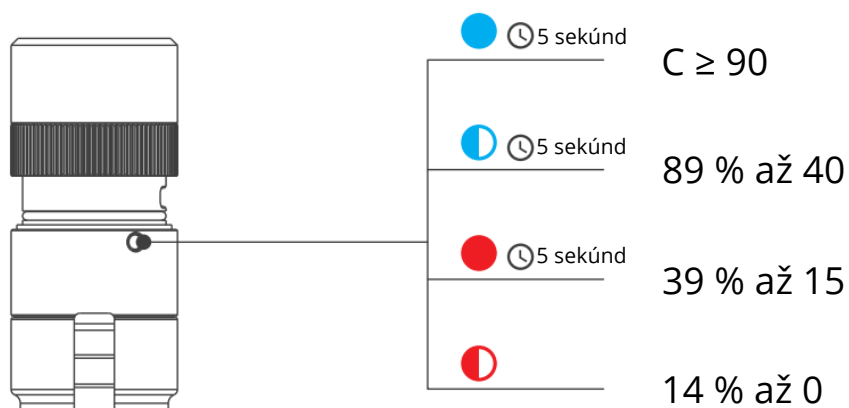 5 sekúnd
C ≥ 90
5 sekúnd
89 % až 40
5 sekúnd
39 % až 15
14 % až 0